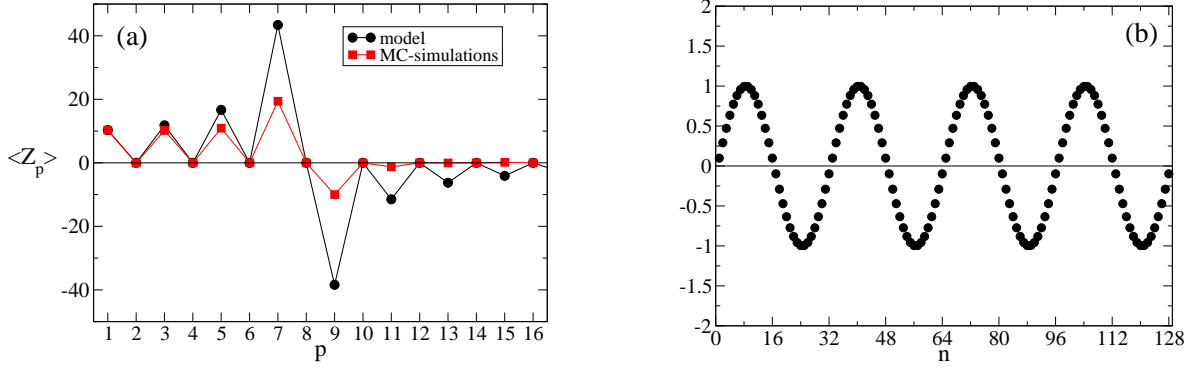 (a)
model
MC-simulations
40
20
0
-20
-40
<Z_p>
1 2 3 4 5 6 7 8 9 10 11 12 13 14 15 16
p
(b)
2
1.5
1
0.5
0
-0.5
-1
-1.5
-2
0 16 32 48 64 80 96 112 128
n